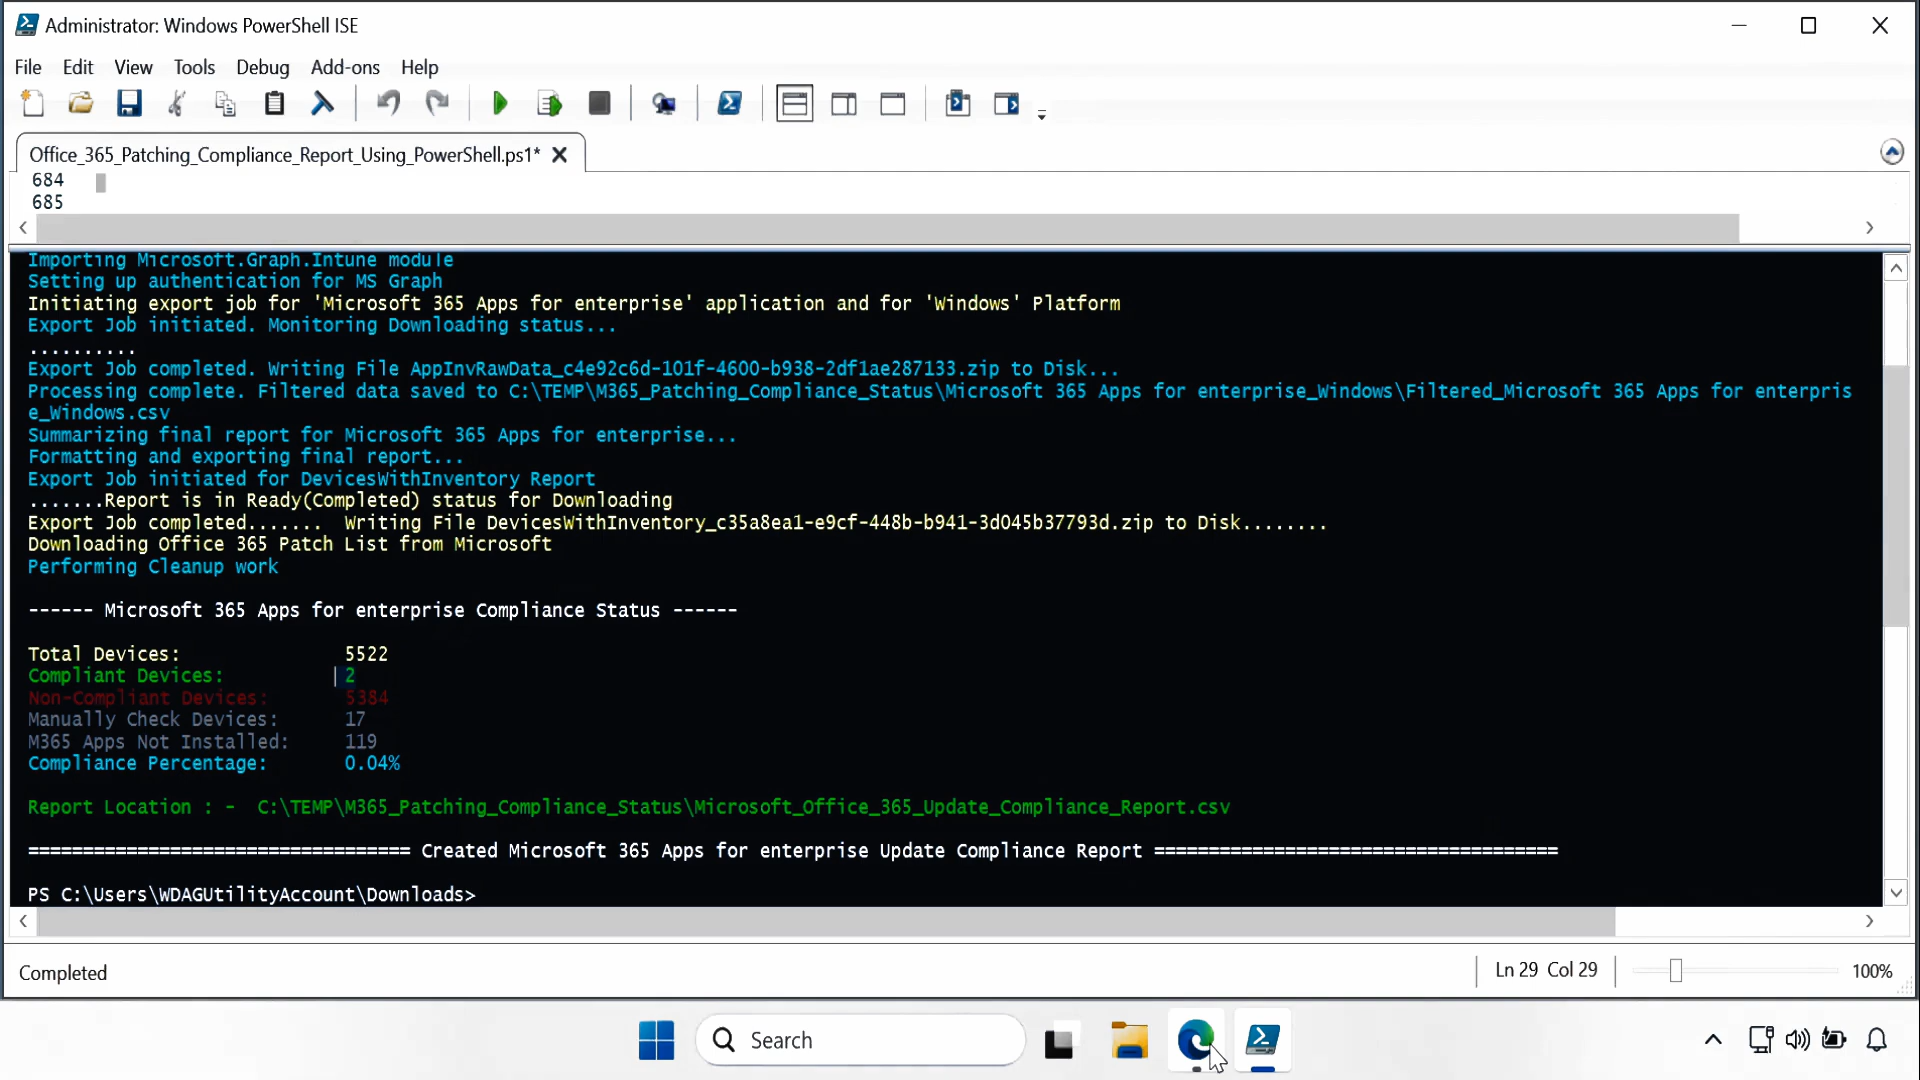 Administrator: Windows PowerShell ISE
File Edit View Tools Debug Add-ons Help
Office_365_Patching_Compliance_Report_Using_PowerShell.ps1*
684
685
Importing Microsoft.Graph.Intune module
Setting up authentication for MS Graph
Initiating export job for 'Microsoft 365 Apps for enterprise' application and for 'Windows' Platform
Export Job initiated. Monitoring Downloading status...
..........
Export Job completed. Writing File AppInvRawData_c4e92c6d-101f-4600-b938-2df1ae287133.zip to Disk...
Processing complete. Filtered data saved to C:\TEMP\M365_Patching_Compliance_Status\Microsoft 365 Apps for enterprise_Windows\Filtered_Microsoft 365 Apps for enterpris
e_Windows.csv
Summarizing final report for Microsoft 365 Apps for enterprise...
Formatting and exporting final report...
Export Job initiated for DevicesWithInventory Report
.......Report is in Ready(Completed) status for Downloading
Export Job completed....... Writing File DevicesWithInventory_c35a8ea1-e9cf-448b-b941-3d045b37793d.zip to Disk........
Downloading Office 365 Patch List from Microsoft
Performing Cleanup work
------ Microsoft 365 Apps for enterprise Compliance Status ------
Total Devices: 5522
Compliant Devices: 2
Non-Compliant Devices: 5384
Manually Check Devices: 17
M365 Apps Not Installed: 119
Compliance Percentage: 0.04%
Report Location : - C:\TEMP\M365_Patching_Compliance_Status\Microsoft_Office_365_Update_Compliance_Report.csv
=================================== Created Microsoft 365 Apps for enterprise Update Compliance Report =====================================
PS C:\Users\WDAGUtilityAccount\Downloads>
Completed
Ln 29 Col 29
100%
Search